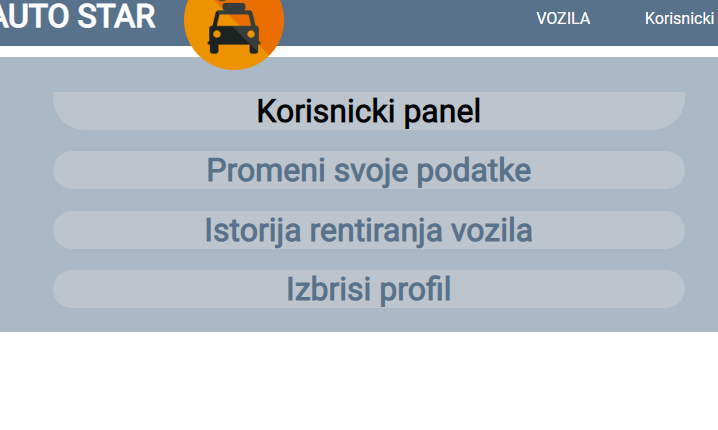 AUTO STAR
VOZILA
Korisnicki
Korisnicki panel
Promeni svoje podatke
Istorija rentiranja vozila
Izbrisi profil